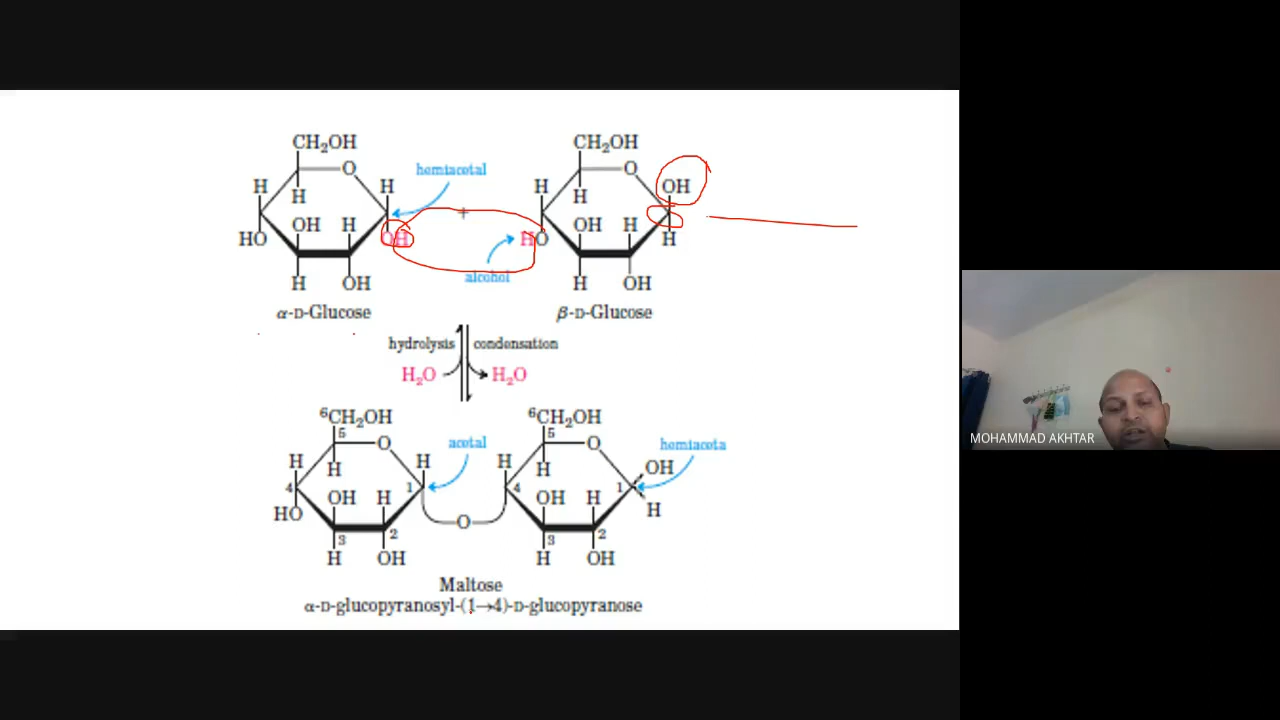 CH₂OH CH₂OH
O hemiacetal O
H H H OH
H H
OH H + OH H
HO OH HO H
alcohol
H OH H OH
α-D-Glucose β-D-Glucose
hydrolysis condensation
H₂O H₂O
⁶CH₂OH ⁶CH₂OH
5 O acetal 5 O hemiaceta
H H H H OH
H
4 1 4 1
OH H OH H H
HO O
3 2 3 2
H OH H OH
Maltose
α-D-glucopyranosyl-(1→4)-D-glucopyranose
MOHAMMAD AKHTAR